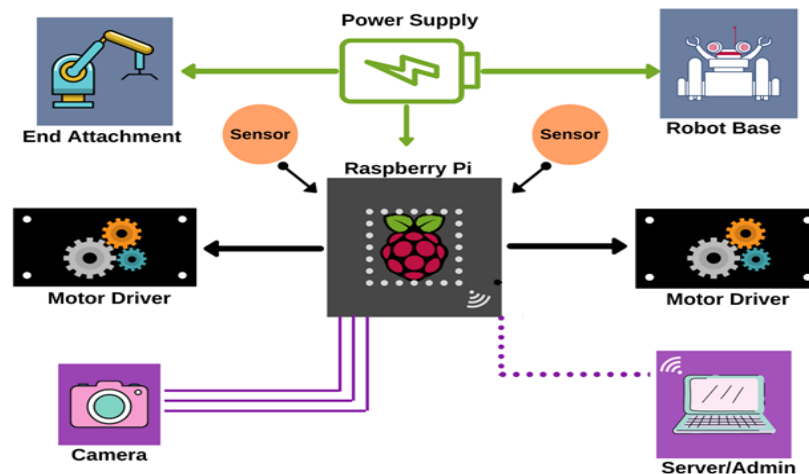 Power Supply
End Attachment
Robot Base
Sensor
Sensor
Raspberry Pi
Motor Driver
Motor Driver
Camera
Server/Admin